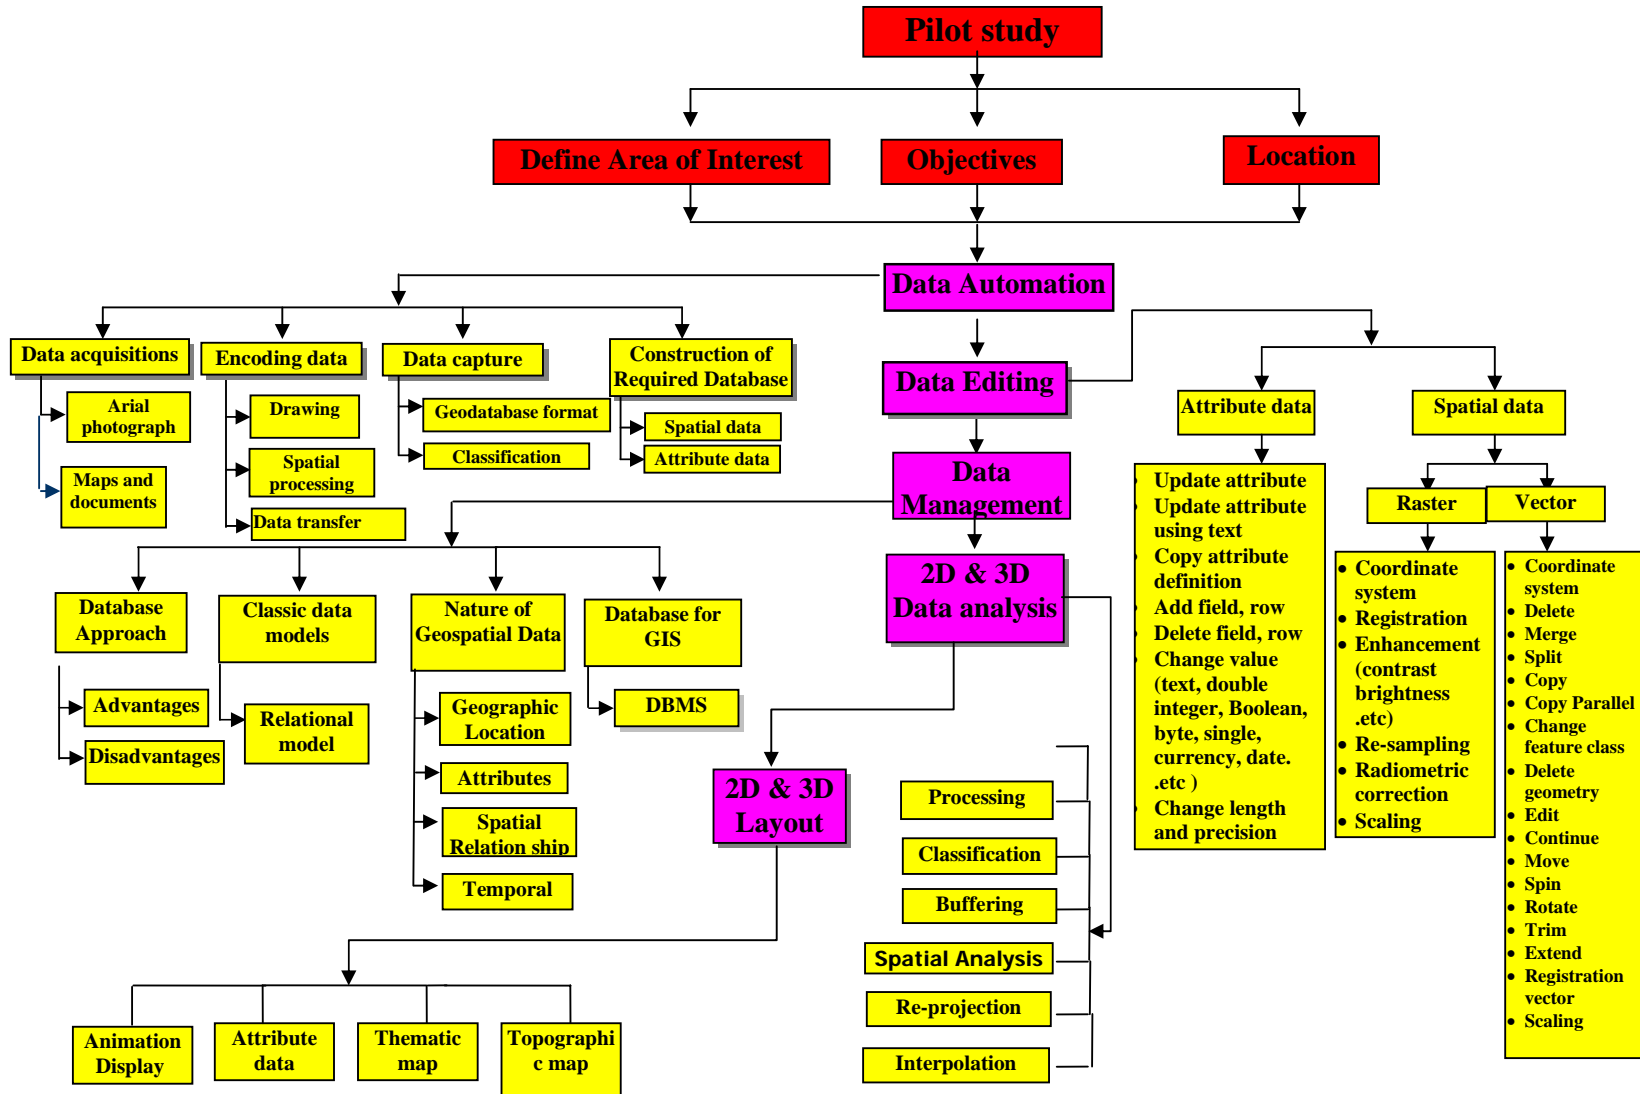 Pilot study
Define Area of Interest
Objectives
Location
Data Automation
Data acquisitions
Encoding data
Data capture
Construction of
Required Database
Arial
photograph
Maps and
documents
Drawing
Spatial
processing
Data transfer
Geodatabase format
Classification
Spatial data
Attribute data
Data Editing
Attribute data
Spatial data
• Update attribute
• Update attribute
using text
• Copy attribute
definition
• Add field, row
• Delete field, row
• Change value
(text, double
integer, Boolean,
byte, single,
currency, date.
.etc )
• Change length
and precision
Raster
Vector
• Coordinate
system
• Registration
• Enhancement
(contrast
brightness
.etc)
• Re-sampling
• Radiometric
correction
• Scaling
• Coordinate
system
• Delete
• Merge
• Split
• Copy
• Copy Parallel
• Change
feature class
• Delete
geometry
• Edit
• Continue
• Move
• Spin
• Rotate
• Trim
• Extend
• Registration
vector
• Scaling
Data
Management
Database
Approach
Classic data
models
Nature of
Geospatial Data
Database for
GIS
Advantages
Disadvantages
Relational
model
Geographic
Location
Attributes
Spatial
Relation ship
Temporal
DBMS
2D & 3D
Data analysis
Processing
Classification
Buffering
Spatial Analysis
Re-projection
Interpolation
2D & 3D
Layout
Animation
Display
Attribute
data
Thematic
map
Topographi
c map